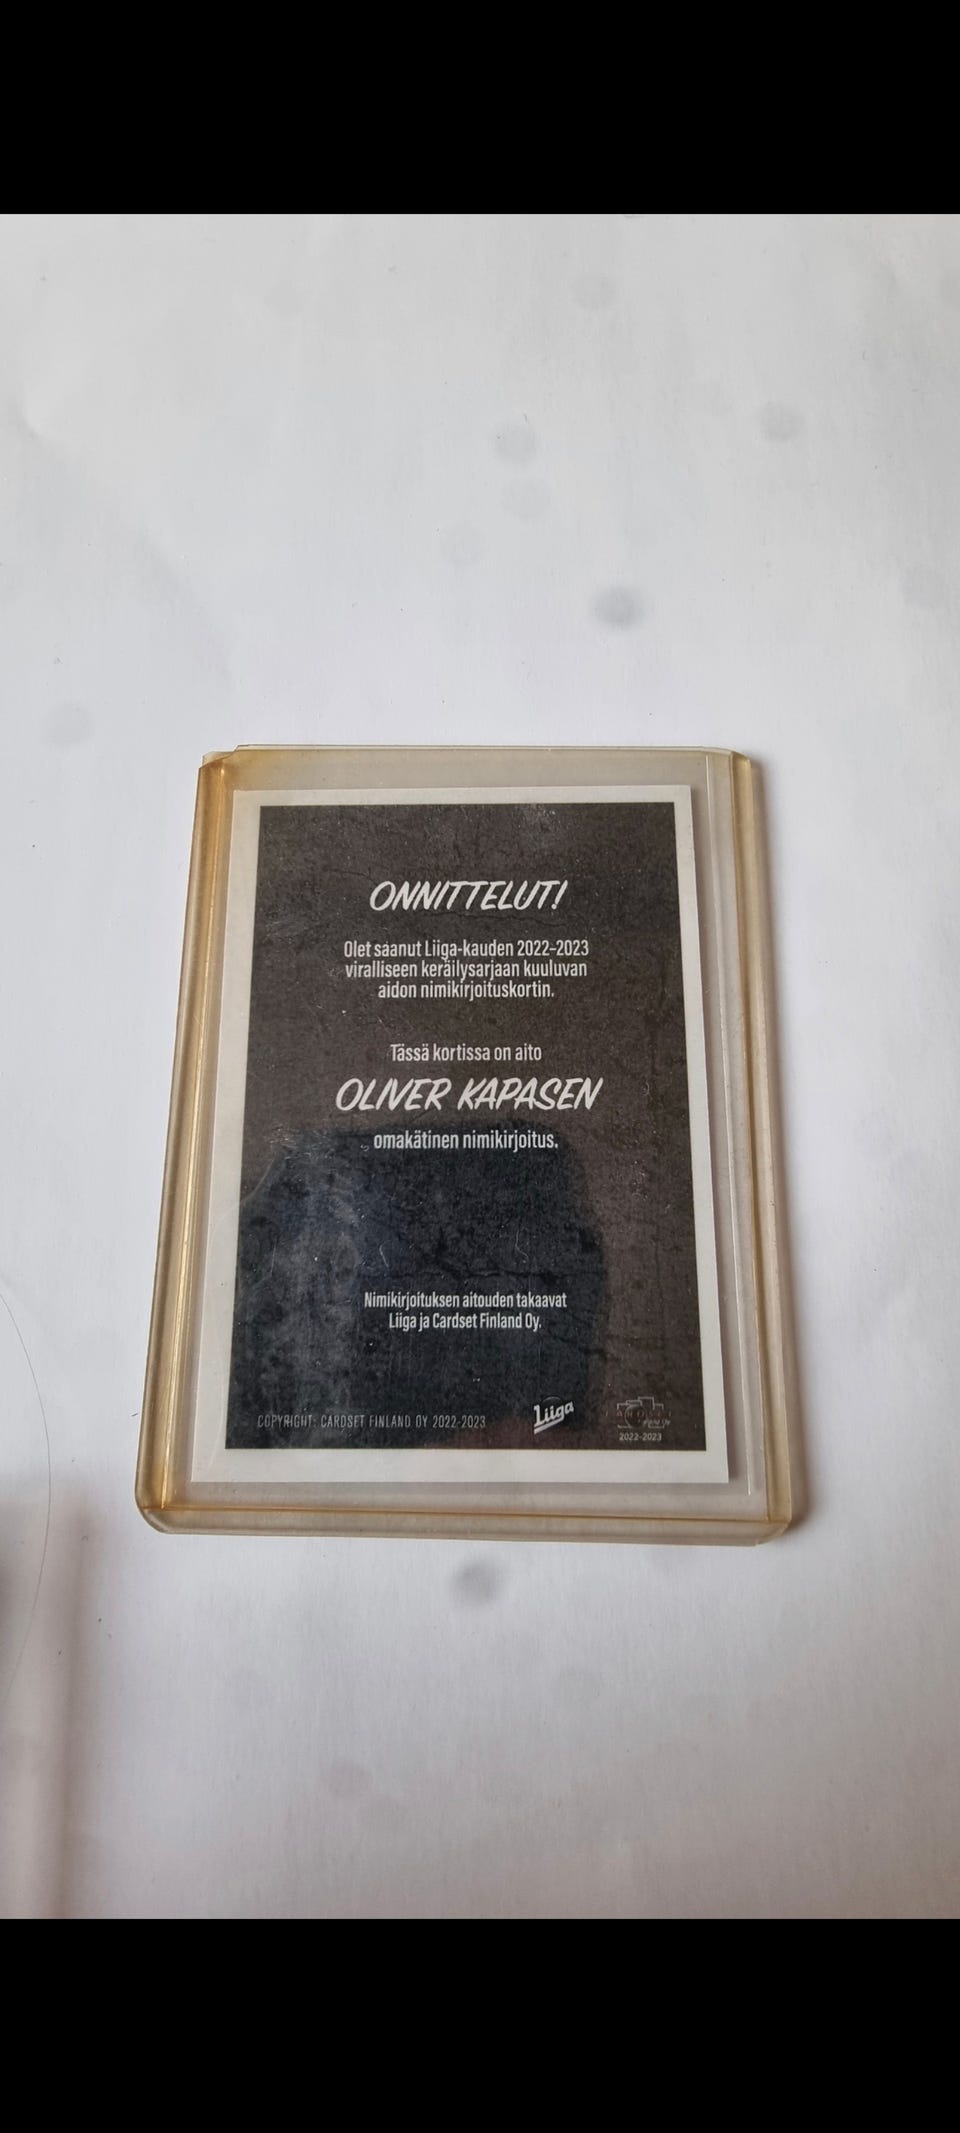 ONNITTELUT!
Olet saanut Liiga-kauden 2022-2023
viralliseen keräilysarjaan kuuluvan
aidon nimikirjoituskortin.
Tässä kortissa on aito
OLIVER KAPASEN
omakätinen nimikirjoitus.
Nimikirjoituksen aitouden takaavat
Liiga ja Cardset Finland Oy.
COPYRIGHT: CARDSET FINLAND OY 2022-2023
Liiga
2022-2023